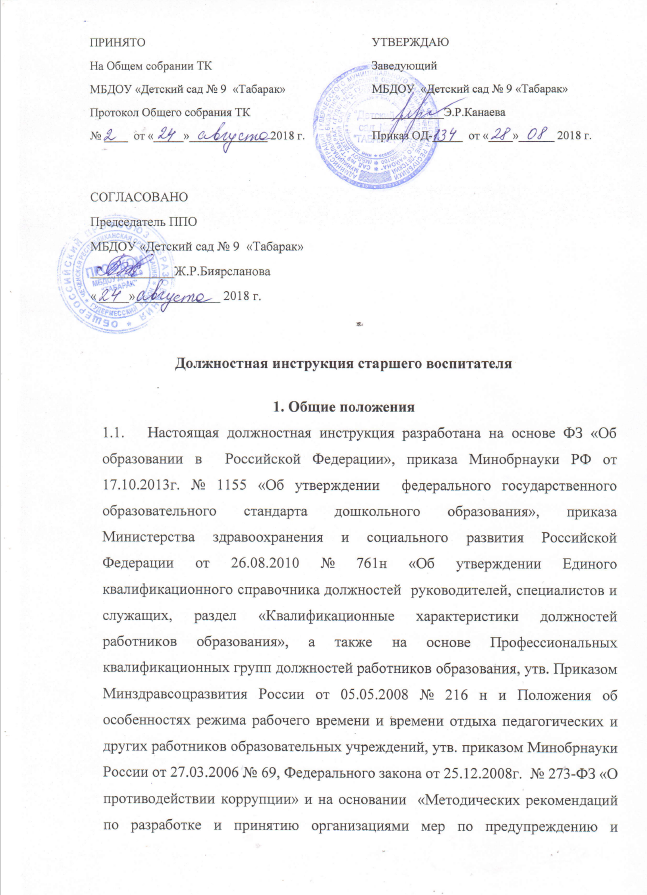 ПРИНЯТО
На Общем собрании ТК
МБДОУ «Детский сад № 9 «Табарак»
Протокол Общего собрания ТК
№ 2 от « 24 » августа 2018 г.
УТВЕРЖДАЮ
Заведующий
МБДОУ «Детский сад № 9 «Табарак»
Э.Р.Канаева
Приказ ОД- 134 от « 28 » 08 2018 г.
СОГЛАСОВАНО
Председатель ППО
МБДОУ «Детский сад № 9 «Табарак»
Ж.Р.Биярсланова
« 24 » августа 2018 г.
Должностная инструкция старшего воспитателя
1. Общие положения
1.1. Настоящая должностная инструкция разработана на основе ФЗ «Об
образовании в Российской Федерации», приказа Минобрнауки РФ от
17.10.2013г. № 1155 «Об утверждении федерального государственного
образовательного стандарта дошкольного образования», приказа
Министерства здравоохранения и социального развития Российской
Федерации от 26.08.2010 № 761н «Об утверждении Единого
квалификационного справочника должностей руководителей, специалистов и
служащих, раздел «Квалификационные характеристики должностей
работников образования», а также на основе Профессиональных
квалификационных групп должностей работников образования, утв. Приказом
Минздравсоцразвития России от 05.05.2008 № 216 н и Положения об
особенностях режима рабочего времени и времени отдыха педагогических и
других работников образовательных учреждений, утв. приказом Минобрнауки
России от 27.03.2006 № 69, Федерального закона от 25.12.2008г. № 273-ФЗ «О
противодействии коррупции» и на основании «Методических рекомендаций
по разработке и принятию организациями мер по предупреждению и